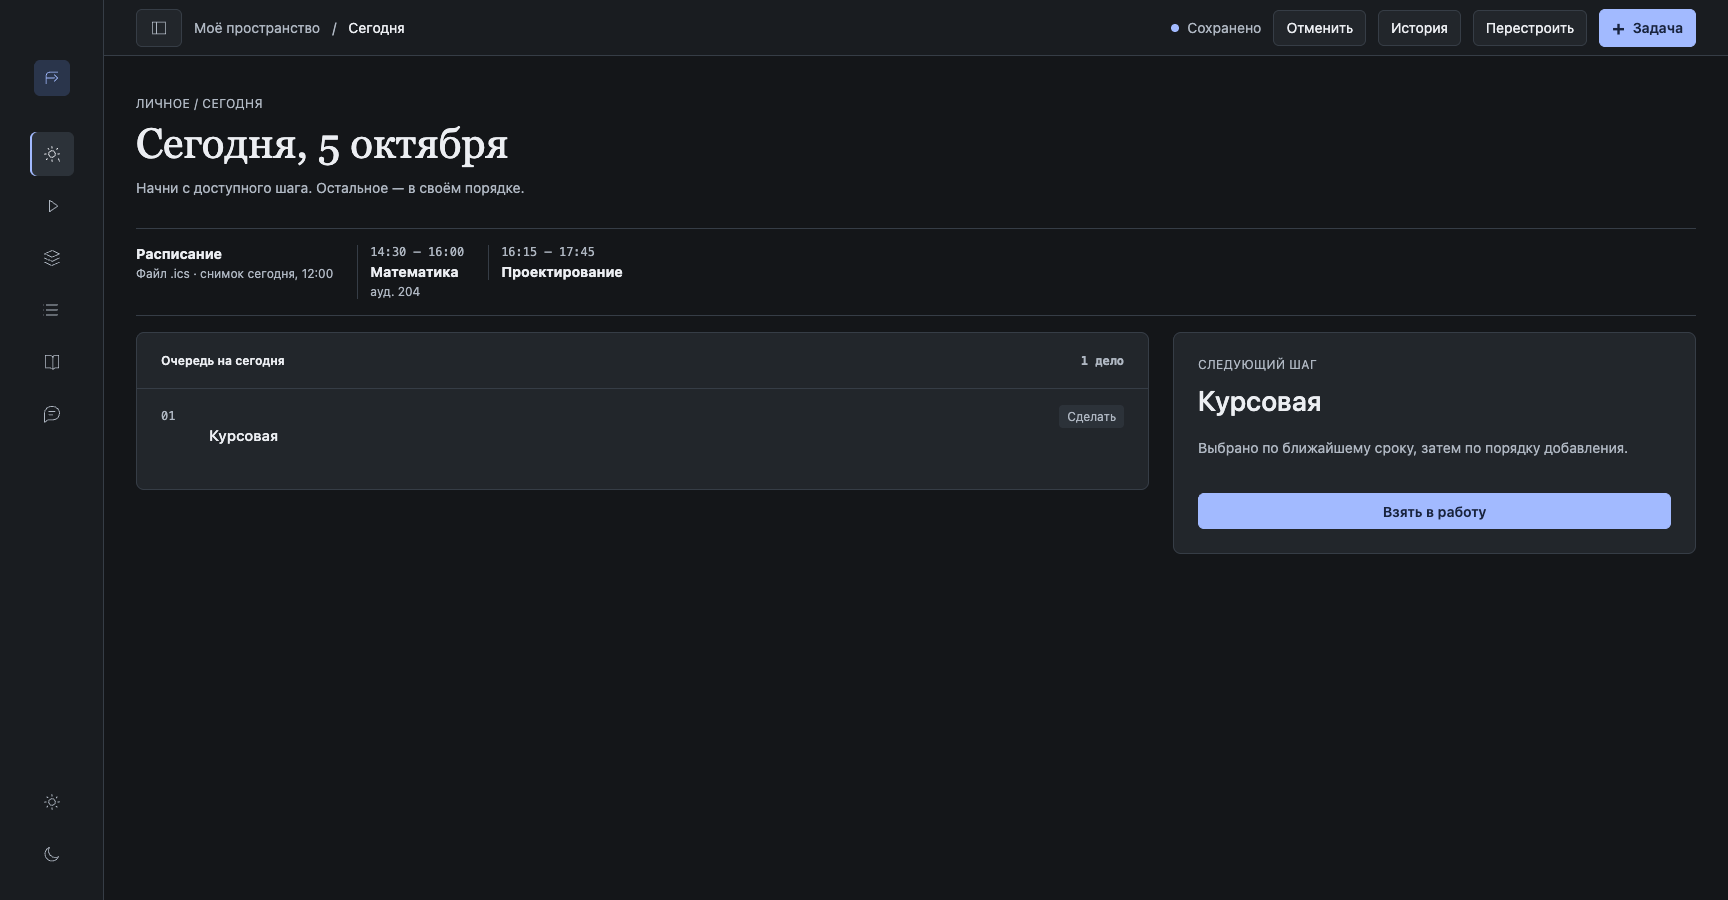 Моё пространство / Сегодня
Сохранено
Отменить
История
Перестроить
+ Задача
ЛИЧНОЕ / СЕГОДНЯ
Сегодня, 5 октября
Начни с доступного шага. Остальное — в своём порядке.
Расписание
Файл .ics · снимок сегодня, 12:00
14:30 – 16:00
Математика
ауд. 204
16:15 – 17:45
Проектирование
Очередь на сегодня
1 дело
01
Курсовая
Сделать
СЛЕДУЮЩИЙ ШАГ
Курсовая
Выбрано по ближайшему сроку, затем по порядку добавления.
Взять в работу